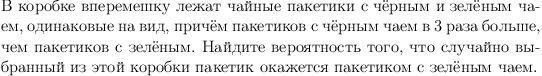 В коробке вперемешку лежат чайные пакетики с чёрным и зелёным ча-
ем, одинаковые на вид, причём пакетиков с чёрным чаем в 3 раза больше,
чем пакетиков с зелёным. Найдите вероятность того, что случайно вы-
бранный из этой коробки пакетик окажется пакетиком с зелёным чаем.